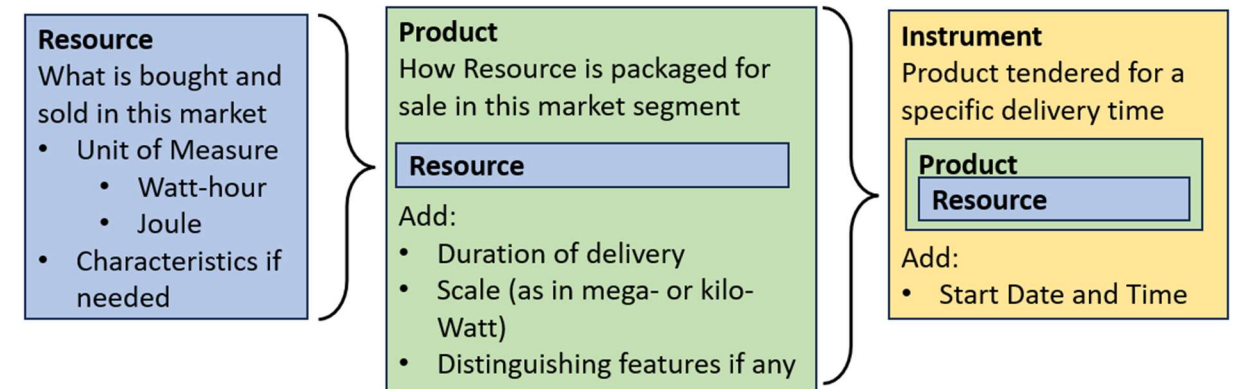 Resource
What is bought and
sold in this market
• Unit of Measure
• Watt-hour
• Joule
• Characteristics if
needed
Product
How Resource is packaged for
sale in this market segment
Resource
Add:
• Duration of delivery
• Scale (as in mega- or kilo-
Watt)
• Distinguishing features if any
Instrument
Product tendered for a
specific delivery time
Product
Resource
Add:
• Start Date and Time